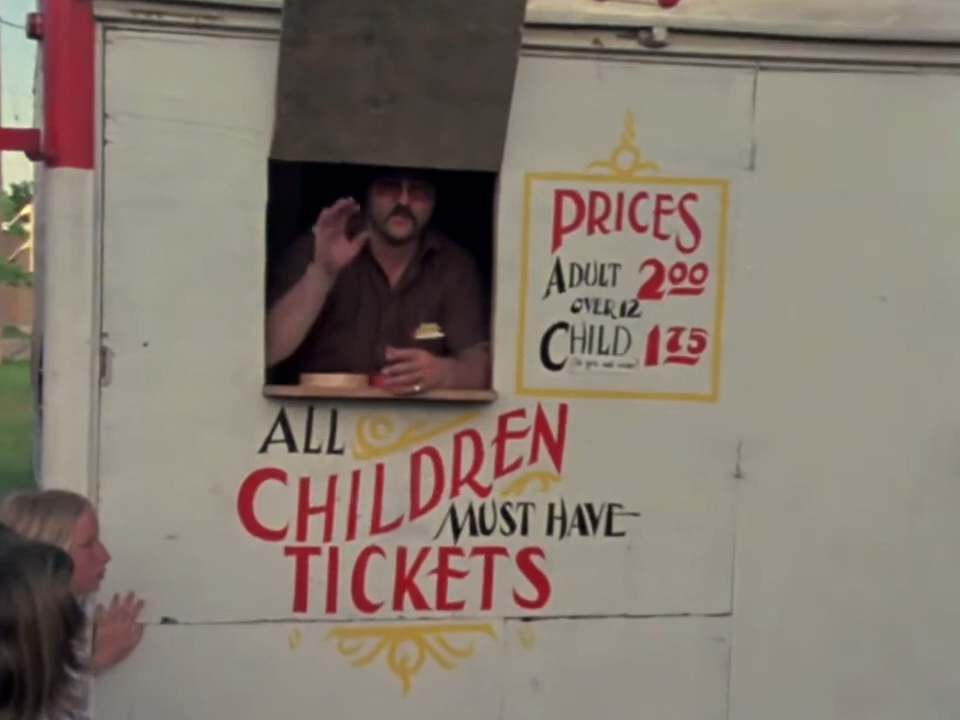 PRICES
ADULT 2.00
OVER 12
CHILD 1.75
ALL
CHILDREN
MUST HAVE
TICKETS